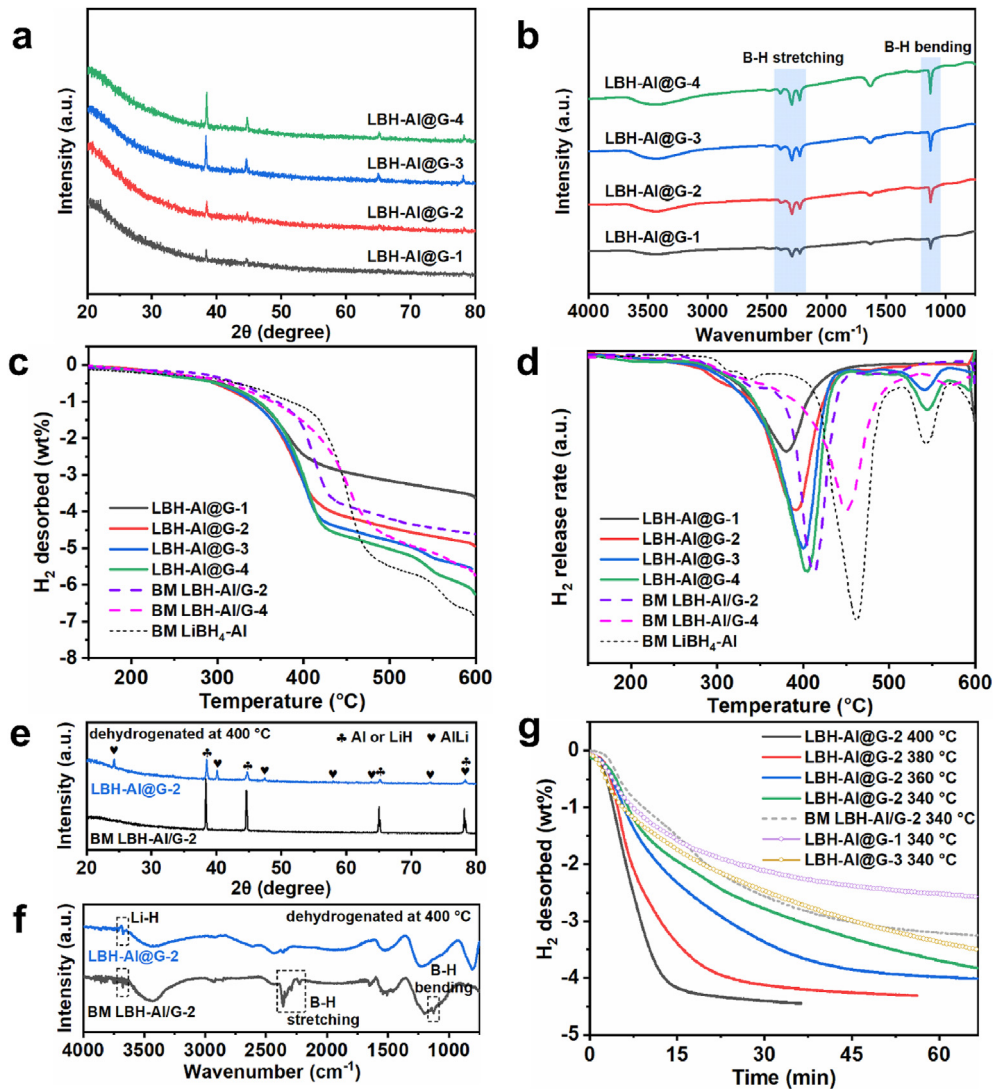 a
Intensity (a.u.)
LBH-Al@G-4
LBH-Al@G-3
LBH-Al@G-2
LBH-Al@G-1
20 30 40 50 60 70 80
2θ (degree)
b
Intensity (a.u.)
B-H stretching
B-H bending
LBH-Al@G-4
LBH-Al@G-3
LBH-Al@G-2
LBH-Al@G-1
4000 3500 3000 2500 2000 1500 1000
Wavenumber (cm⁻¹)
c
H₂ desorbed (wt%)
0
-1
-2
-3
-4
-5
-6
-7
-8
LBH-Al@G-1
LBH-Al@G-2
LBH-Al@G-3
LBH-Al@G-4
BM LBH-Al/G-2
BM LBH-Al/G-4
BM LiBH₄-Al
200 300 400 500 600
Temperature (°C)
d
H₂ release rate (a.u.)
LBH-Al@G-1
LBH-Al@G-2
LBH-Al@G-3
LBH-Al@G-4
BM LBH-Al/G-2
BM LBH-Al/G-4
BM LiBH₄-Al
200 300 400 500 600
Temperature (°C)
e
Intensity (a.u.)
dehydrogenated at 400 °C
♣ Al or LiH ♥ AlLi
LBH-Al@G-2
BM LBH-Al/G-2
20 30 40 50 60 70 80
2θ (degree)
f
Intensity (a.u.)
Li-H
dehydrogenated at 400 °C
LBH-Al@G-2
BM LBH-Al/G-2
B-H
stretching
B-H
bending
4000 3500 3000 2500 2000 1500 1000
Wavenumber (cm⁻¹)
g
H₂ desorbed (wt%)
0
-1
-2
-3
-4
-5
LBH-Al@G-2 400 °C
LBH-Al@G-2 380 °C
LBH-Al@G-2 360 °C
LBH-Al@G-2 340 °C
BM LBH-Al/G-2 340 °C
LBH-Al@G-1 340 °C
LBH-Al@G-3 340 °C
0 15 30 45 60
Time (min)